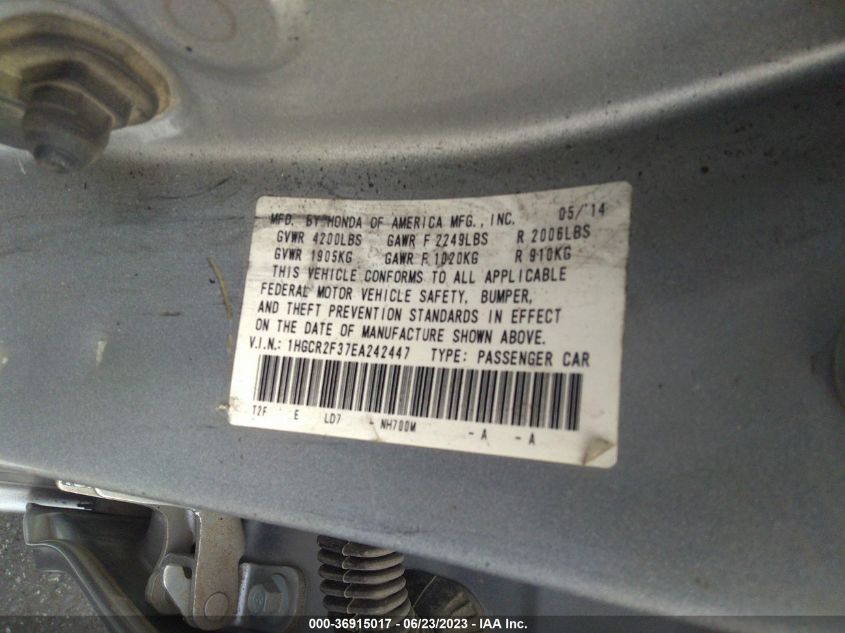 MFD. BY HONDA OF AMERICA MFG., INC. 05/'14
GVWR 4200LBS GAWR F 2249LBS R 2006LBS
GVWR 1905KG GAWR F 1020KG R 910KG
THIS VEHICLE CONFORMS TO ALL APPLICABLE
FEDERAL MOTOR VEHICLE SAFETY, BUMPER,
AND THEFT PREVENTION STANDARDS IN EFFECT
ON THE DATE OF MANUFACTURE SHOWN ABOVE.
V.I.N.: 1HGCR2F37EA242447 TYPE: PASSENGER CAR
T2F E LD7 - NH700M - A - A
000-36915017 - 06/23/2023 - IAA Inc.